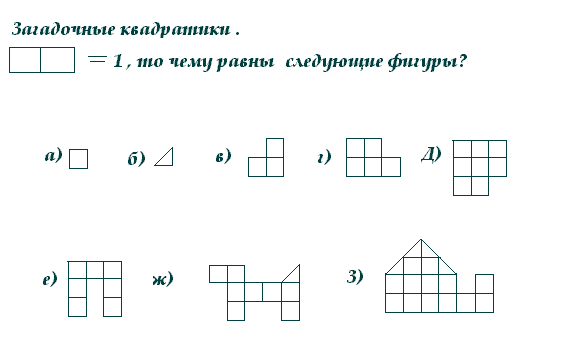 Загадочные квадратики .
= 1 , то чему равны следующие фигуры?
а) б) в) г) Д)
е) ж) З)